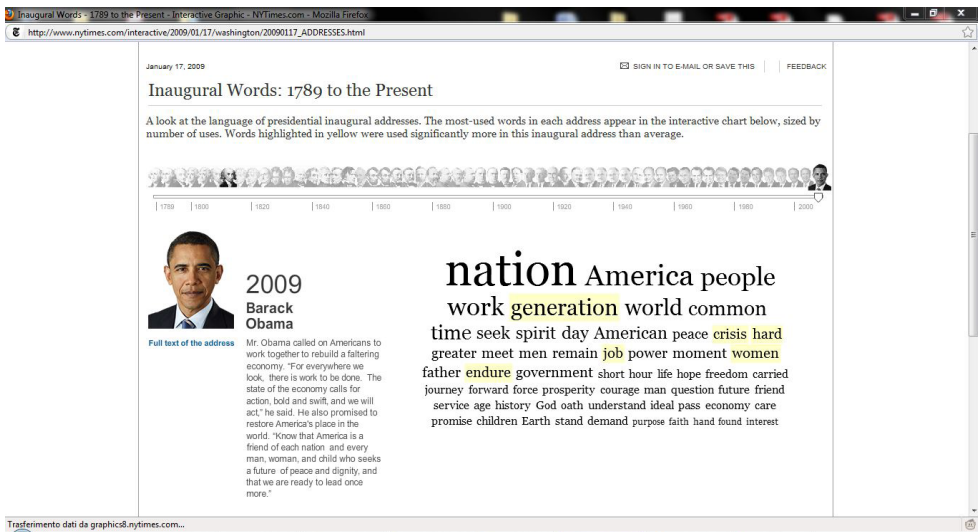 Inaugural Words - 1789 to the Present - Interactive Graphic - NYTimes.com - Mozilla Firefox
http://www.nytimes.com/interactive/2009/01/17/washington/20090117_ADDRESSES.html
January 17, 2009
SIGN IN TO E-MAIL OR SAVE THIS
FEEDBACK
Inaugural Words: 1789 to the Present
A look at the language of presidential inaugural addresses. The most-used words in each address appear in the interactive chart below, sized by
number of uses. Words highlighted in yellow were used significantly more in this inaugural address than average.
1789 1800 1820 1840 1860 1880 1900 1920 1940 1960 1980 2000
2009
Barack
Obama
Full text of the address
Mr. Obama called on Americans to
work together to rebuild a faltering
economy. "For everywhere we
look, there is work to be done. The
state of the economy calls for
action, bold and swift, and we will
act," he said. He also promised to
restore America's place in the
world. "Know that America is a
friend of each nation and every
man, woman, and child who seeks
a future of peace and dignity, and
that we are ready to lead once
more."
nation America people
work generation world common
time seek spirit day American peace crisis hard
greater meet men remain job power moment women
father endure government short hour life hope freedom carried
journey forward force prosperity courage man question future friend
service age history God oath understand ideal pass economy care
promise children Earth stand demand purpose faith hand found interest
Trasferimento dati da graphics8.nytimes.com...